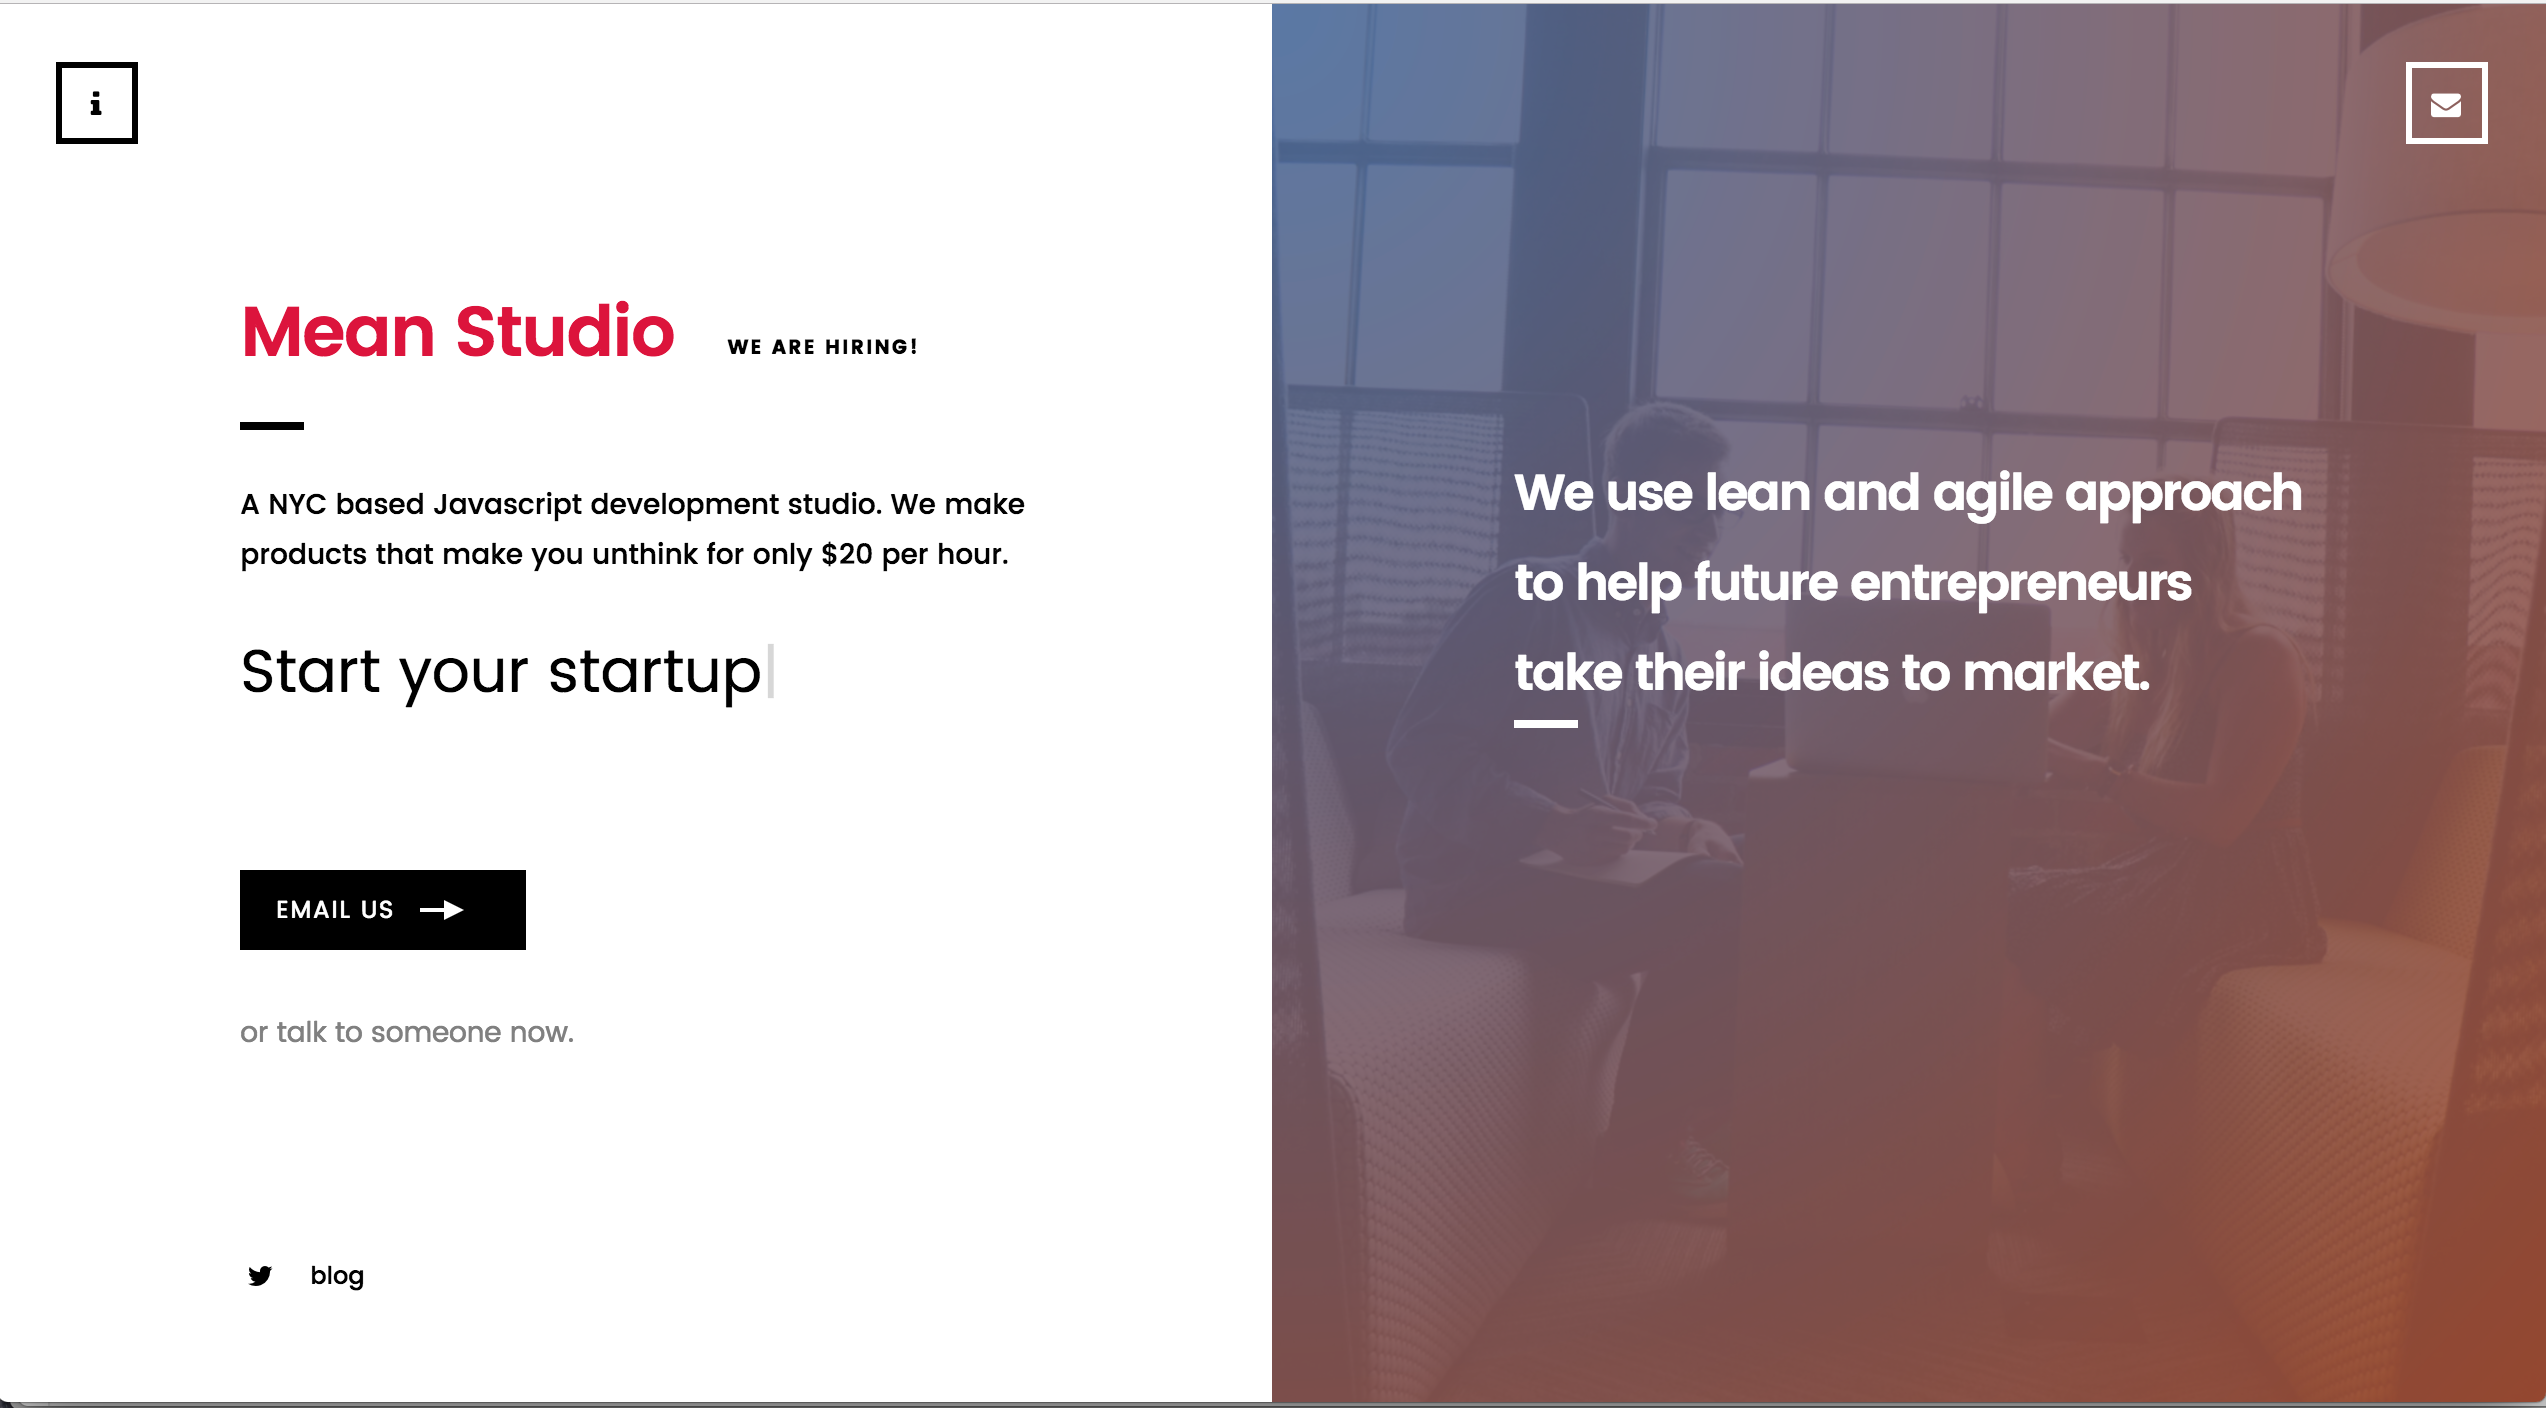 Mean Studio WE ARE HIRING!
A NYC based Javascript development studio. We make
products that make you unthink for only $20 per hour.
Start your startup
EMAIL US
or talk to someone now.
blog
We use lean and agile approach
to help future entrepreneurs
take their ideas to market.